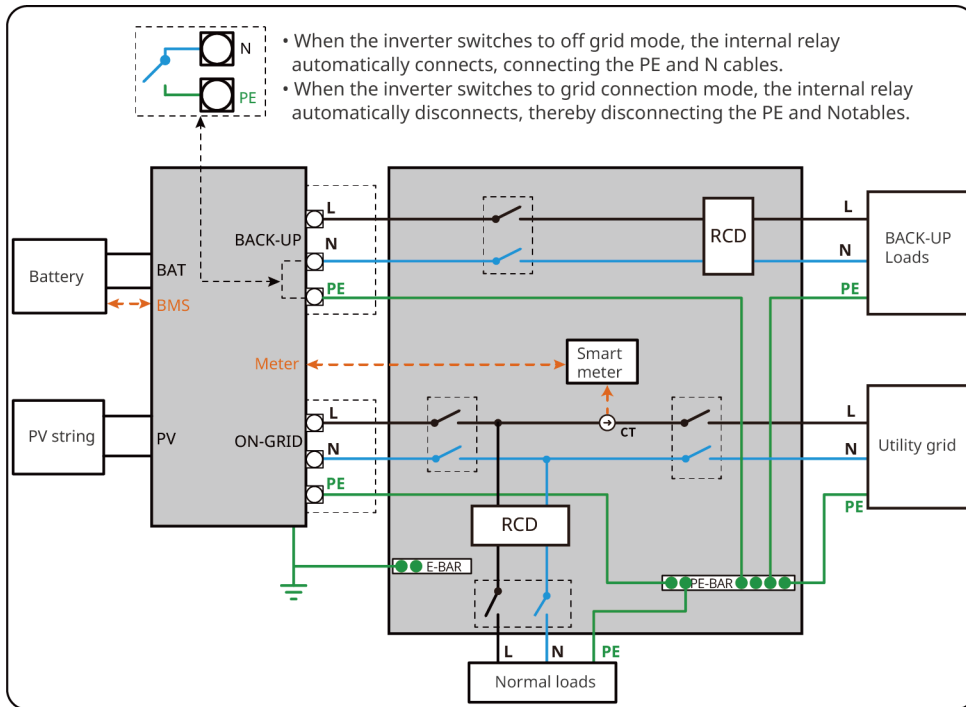 N
PE
• When the inverter switches to off grid mode, the internal relay
automatically connects, connecting the PE and N cables.
• When the inverter switches to grid connection mode, the internal relay
automatically disconnects, thereby disconnecting the PE and Notables.
L
BACK-UP
N
PE
RCD
L
N
PE
BACK-UP
Loads
Battery
BAT
BMS
Meter
Smart
meter
PV string
PV
L
ON-GRID
N
PE
CT
L
N
PE
Utility grid
RCD
E-BAR
PE-BAR
L
N
PE
Normal loads